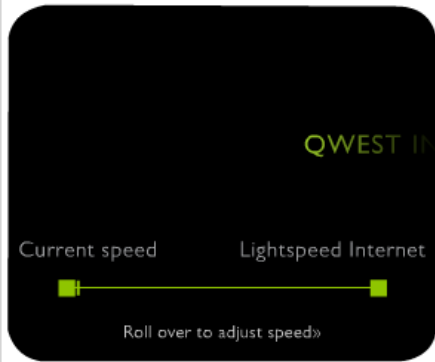 QWEST IN
Current speed
Lightspeed Internet
Roll over to adjust speed»